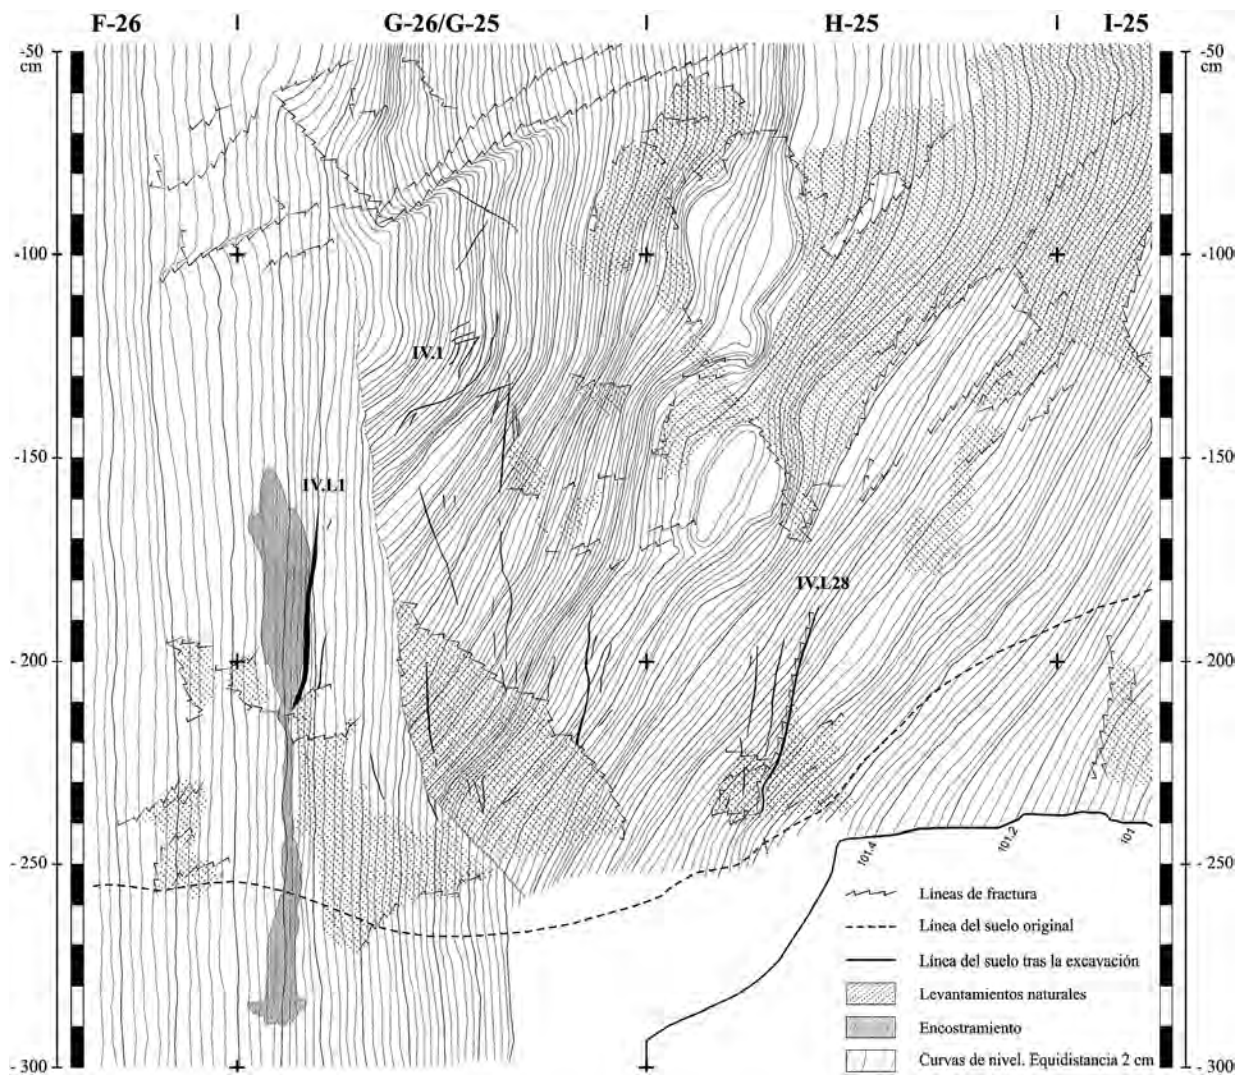 F-26 G-26/G-25 H-25 I-25
-50 -50
cm cm
-100 -100
IV.1
-150 -150
IV.L1
IV.L28
-200 -200
101.4 101.2 101
-250 -250
Líneas de fractura
Línea del suelo original
Línea del suelo tras la excavación
Levantamientos naturales
Encostramiento
Curvas de nivel. Equidistancia 2 cm
-300 -300